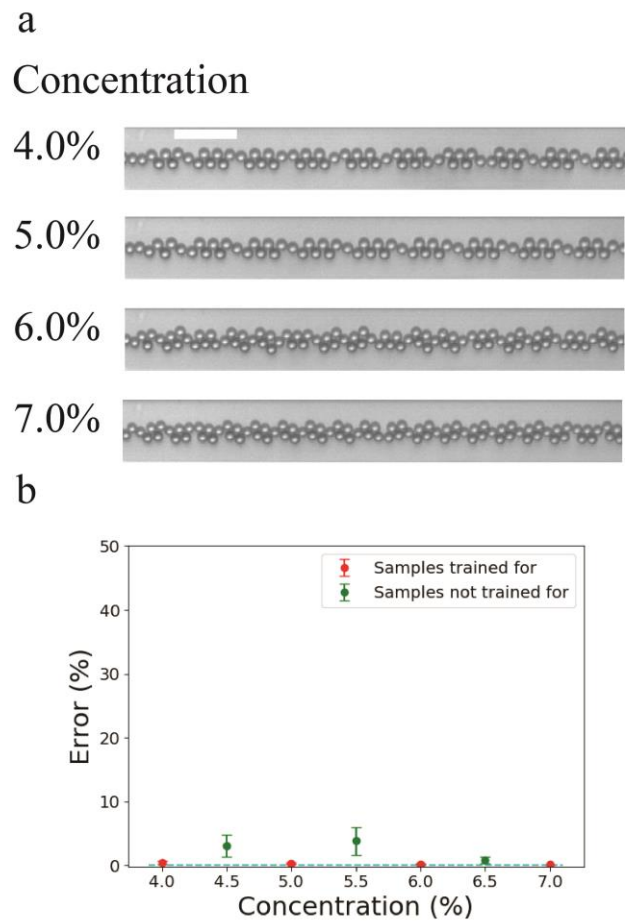 a
Concentration
4.0%
5.0%
6.0%
7.0%
b
50
40
30
20
10
0
Error (%)
Samples trained for
Samples not trained for
4.0 4.5 5.0 5.5 6.0 6.5 7.0
Concentration (%)